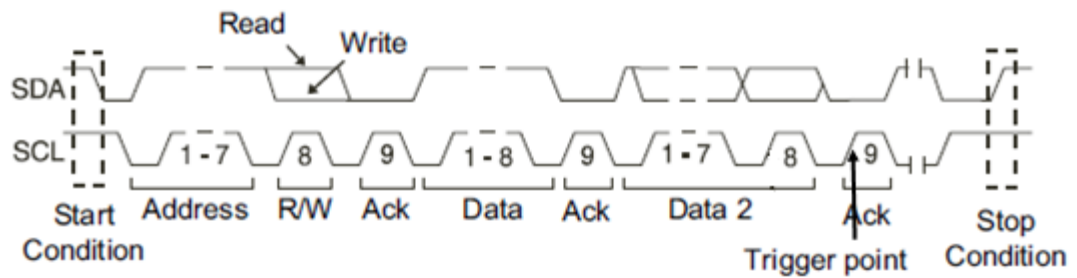 Read
Write
SDA
SCL
1 - 7
8
9
1 - 8
9
1 - 7
8
9
Start
Condition
Address
R/W
Ack
Data
Ack
Data 2
Ack
Trigger point
Stop
Condition